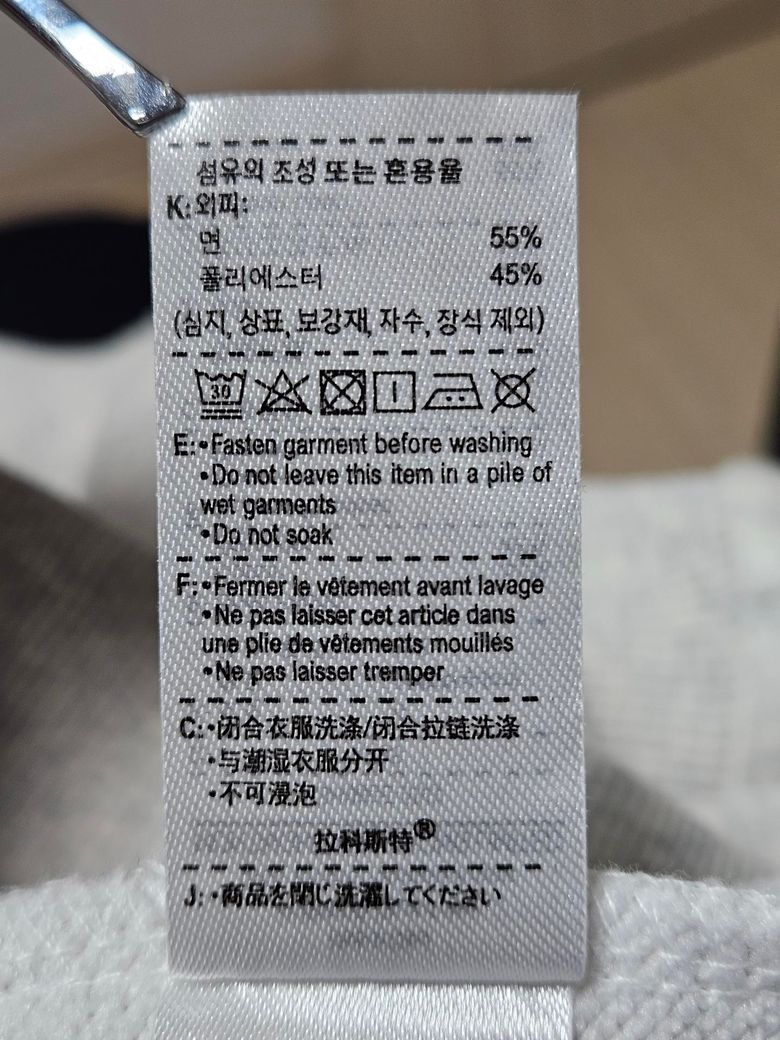 섬유의 조성 또는 혼용율
K: 외피:
면 55%
폴리에스터 45%
(심지, 상표, 보강재, 자수, 장식 제외)
30
E: •Fasten garment before washing
•Do not leave this item in a pile of
wet garments
•Do not soak
F: •Fermer le vêtement avant lavage
•Ne pas laisser cet article dans
une plie de vêtements mouillés
•Ne pas laisser tremper
C: •闭合衣服洗涤/闭合拉链洗涤
•与潮湿衣服分开
•不可浸泡
拉科斯特®
J: •商品を閉じ洗濯してください